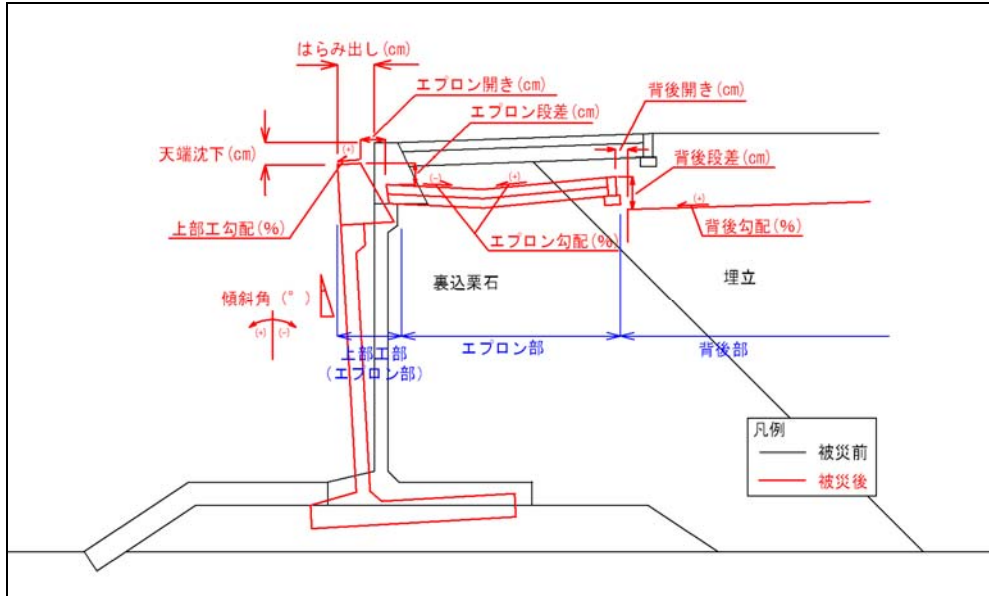 はらみ出し(cm)
エプロン開き(cm)
背後開き(cm)
エプロン段差(cm)
天端沈下(cm)
(+)
背後段差(cm)
(-)
(+)
(+)
上部工勾配(%)
エプロン勾配(%)
背後勾配(%)
裏込栗石
埋立
傾斜角(°)
(+)
(-)
上部工部
(エプロン部)
エプロン部
背後部
凡例
被災前
被災後